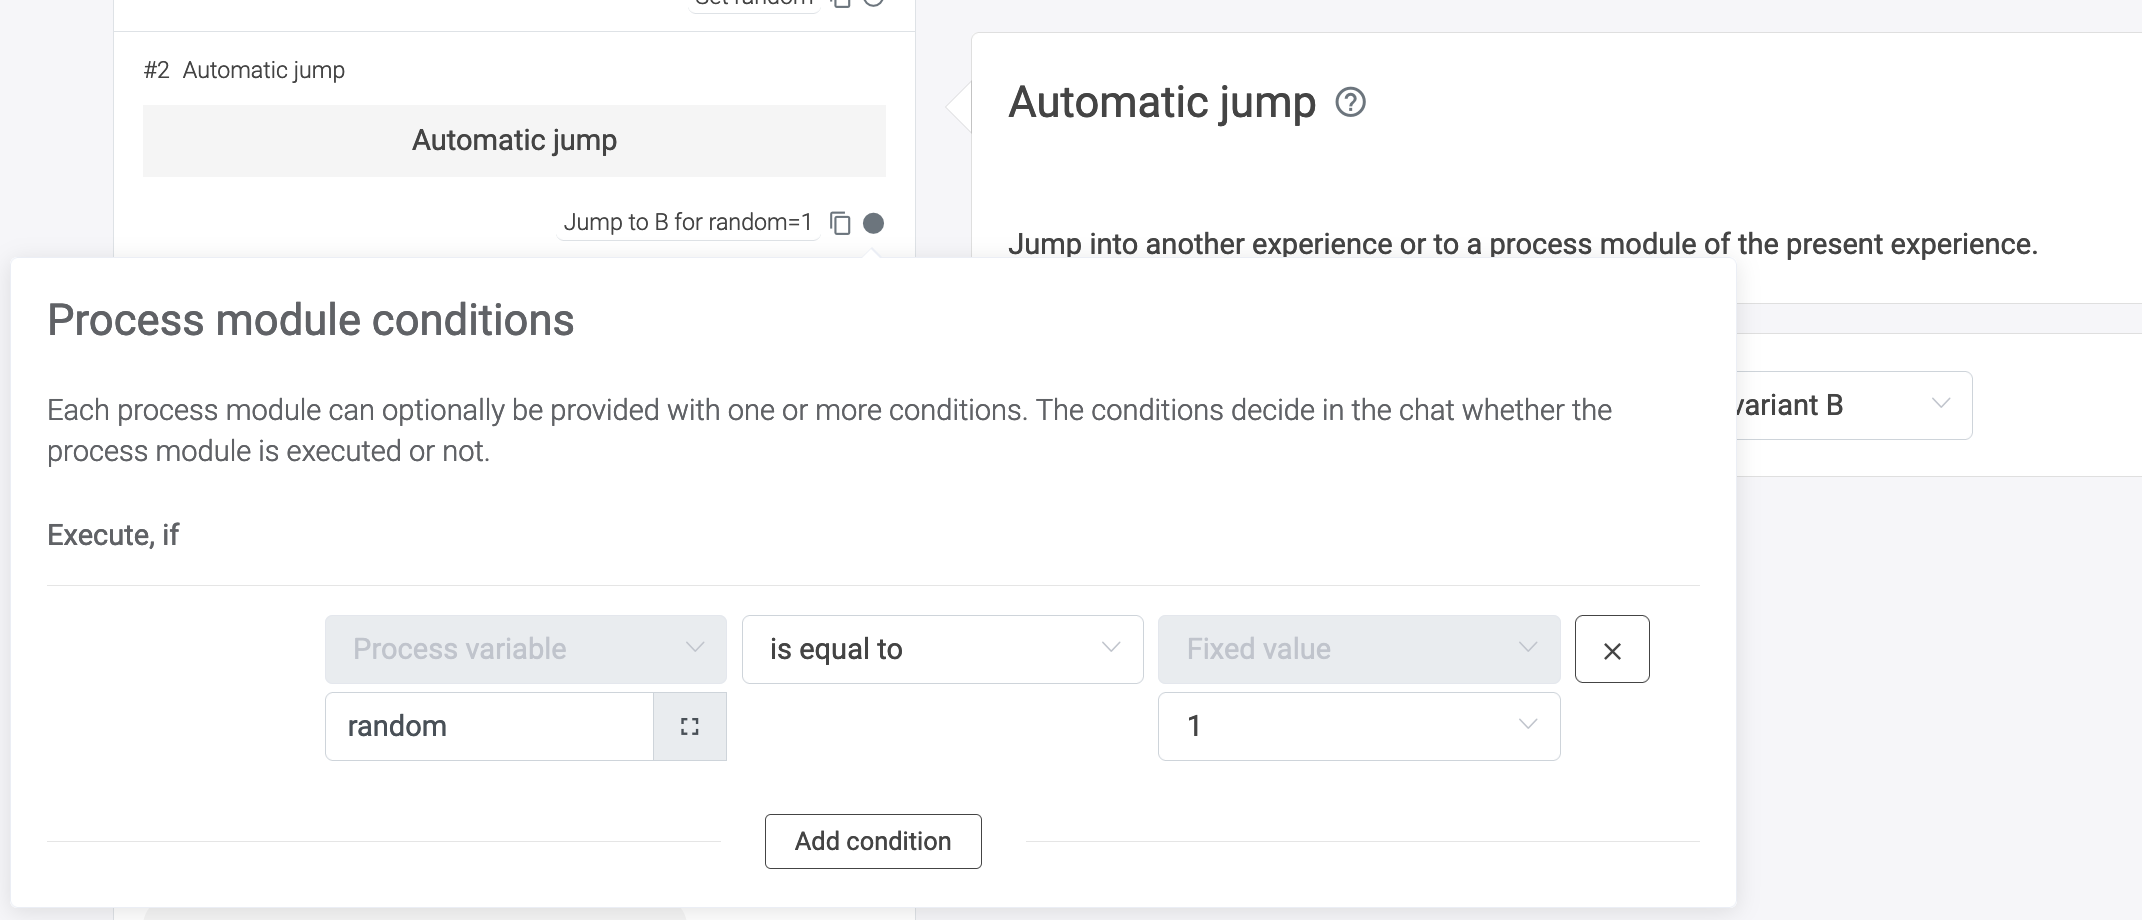 Set random
#2 Automatic jump
Automatic jump
Jump to B for random=1
Automatic jump
Jump into another experience or to a process module of the present experience.
variant B
Process module conditions
Each process module can optionally be provided with one or more conditions. The conditions decide in the chat whether the
process module is executed or not.
Execute, if
Process variable
is equal to
Fixed value
random
1
Add condition